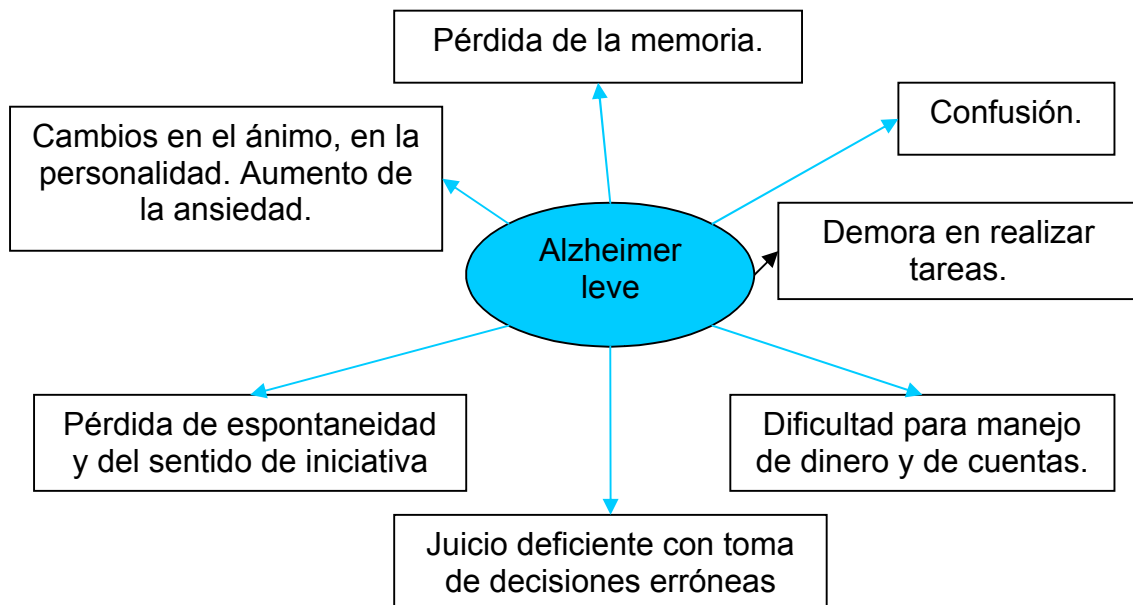 Pérdida de la memoria.
Confusión.
Cambios en el ánimo, en la
personalidad. Aumento de
la ansiedad.
Demora en realizar
tareas.
Alzheimer
leve
Pérdida de espontaneidad
y del sentido de iniciativa
Dificultad para manejo
de dinero y de cuentas.
Juicio deficiente con toma
de decisiones erróneas